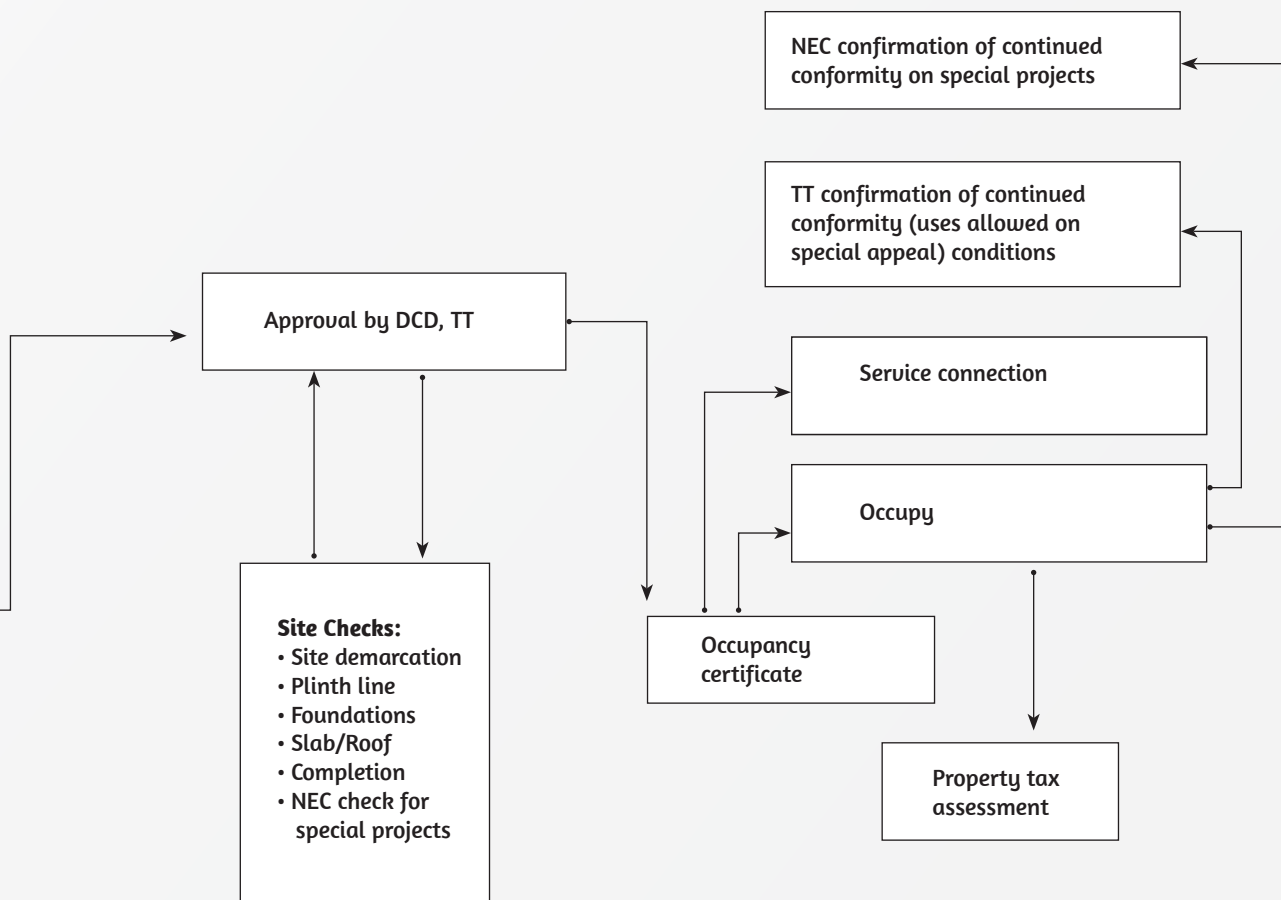 NEC confirmation of continued
conformity on special projects
TT confirmation of continued
conformity (uses allowed on
special appeal) conditions
Approval by DCD, TT
Service connection
Occupy
Site Checks:
• Site demarcation
• Plinth line
• Foundations
• Slab/Roof
• Completion
• NEC check for
special projects
Occupancy
certificate
Property tax
assessment